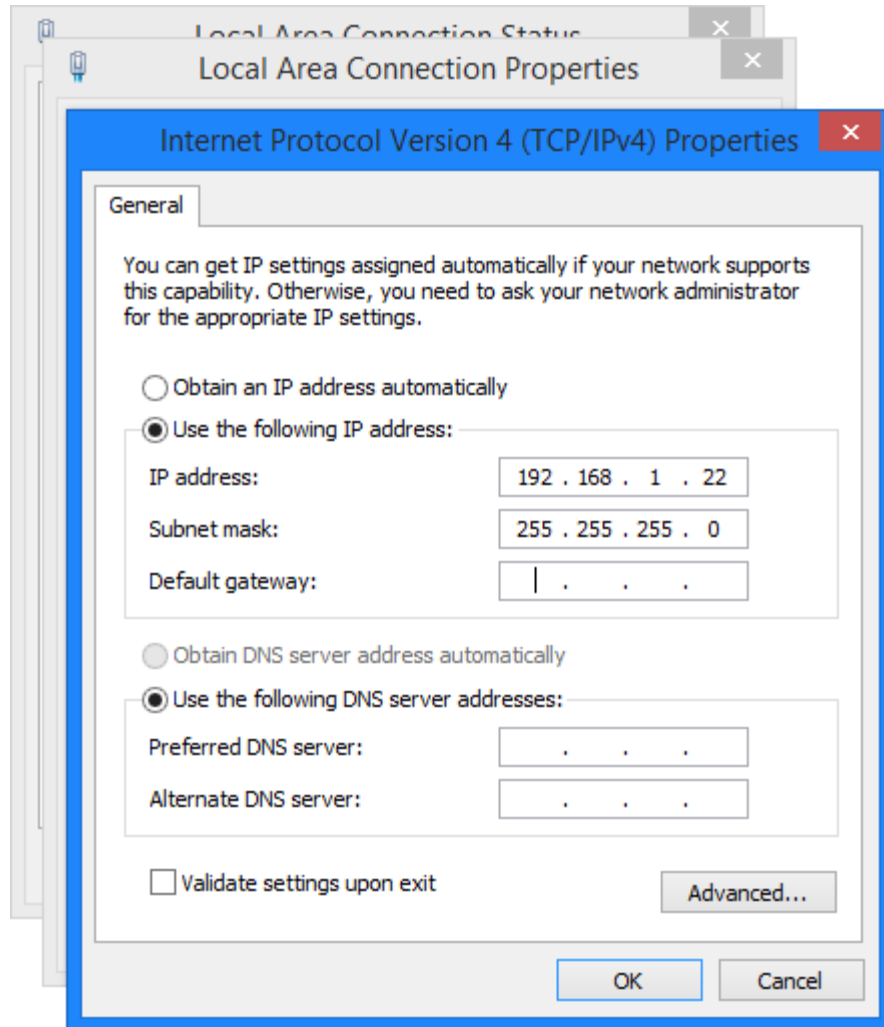 Local Area Connection Status
Local Area Connection Properties
Internet Protocol Version 4 (TCP/IPv4) Properties
General
You can get IP settings assigned automatically if your network supports
this capability. Otherwise, you need to ask your network administrator
for the appropriate IP settings.
Obtain an IP address automatically
Use the following IP address:
IP address: 192 . 168 . 1 . 22
Subnet mask: 255 . 255 . 255 . 0
Default gateway: . . .
Obtain DNS server address automatically
Use the following DNS server addresses:
Preferred DNS server: . . .
Alternate DNS server: . . .
Validate settings upon exit
Advanced...
OK Cancel